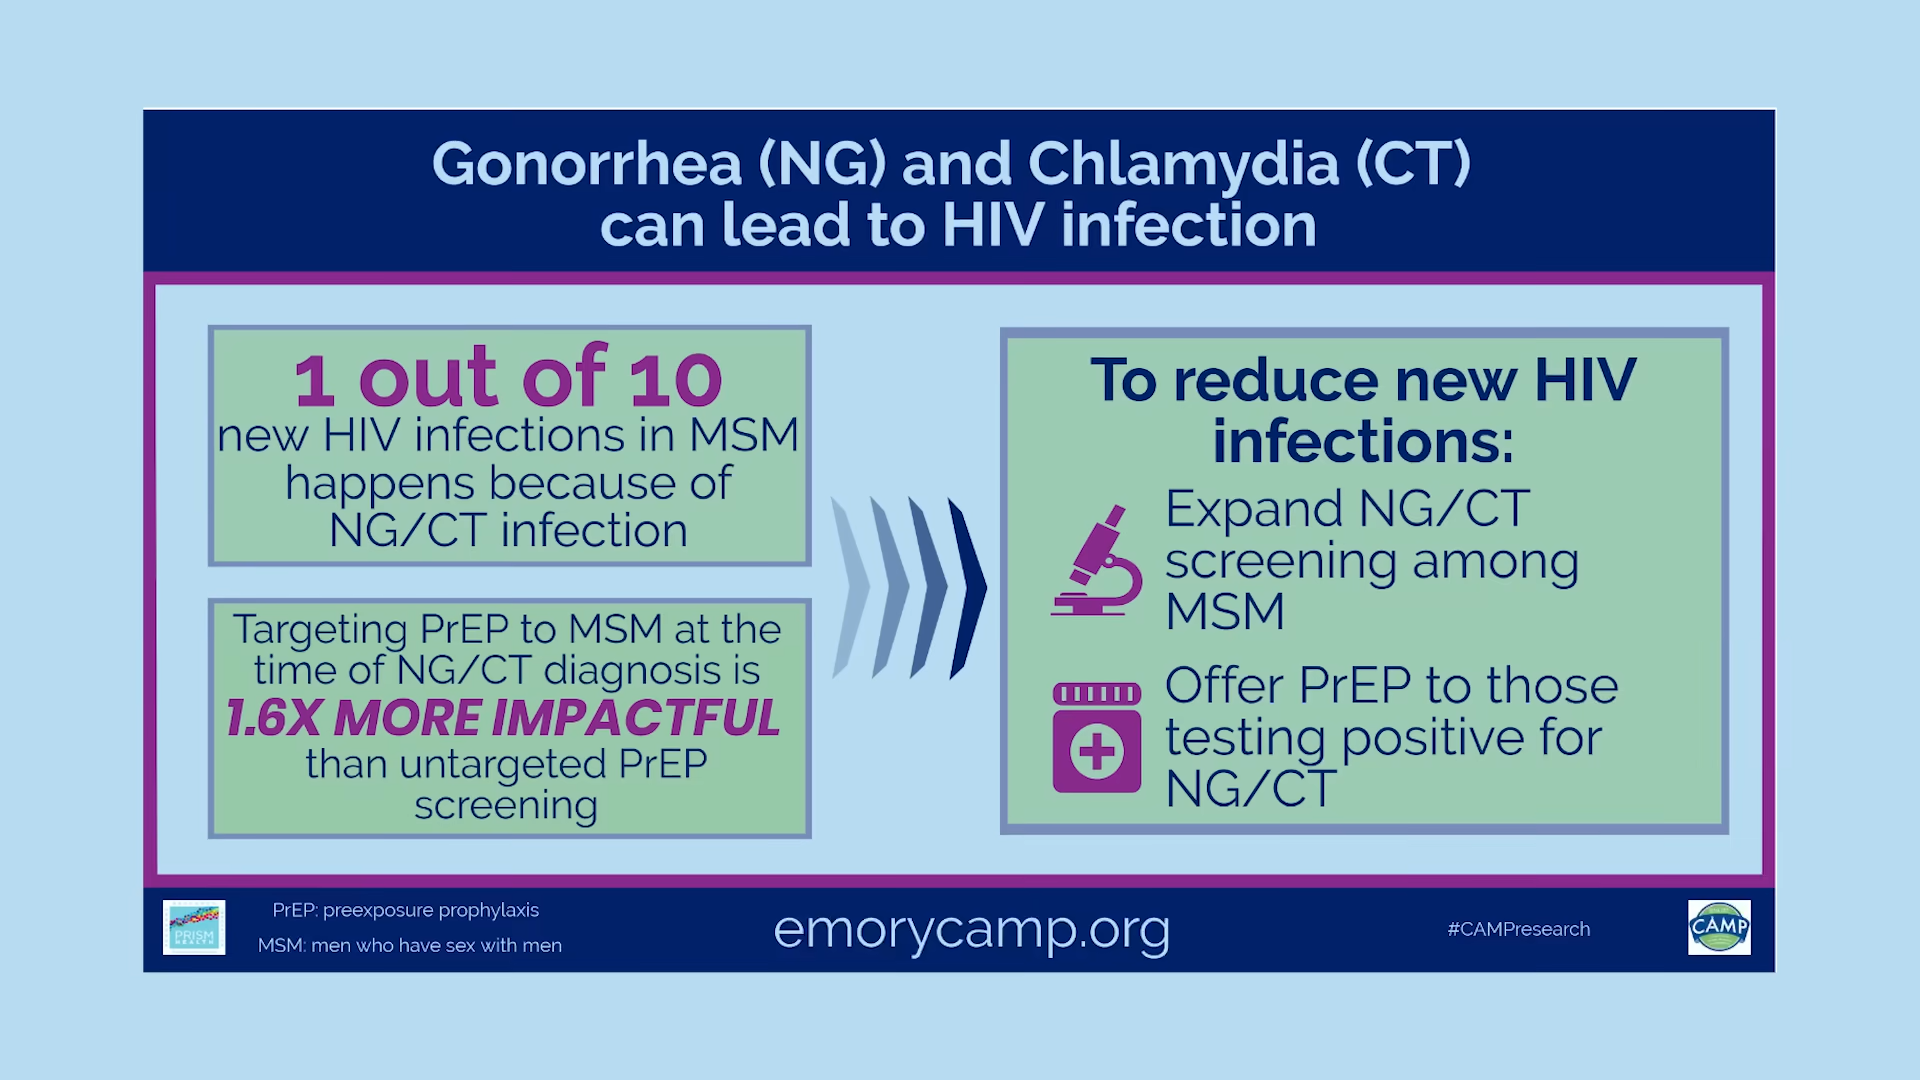 Gonorrhea (NG) and Chlamydia (CT)
can lead to HIV infection
1 out of 10
new HIV infections in MSM
happens because of
NG/CT infection
Targeting PrEP to MSM at the
time of NG/CT diagnosis is
1.6X MORE IMPACTFUL
than untargeted PrEP
screening
To reduce new HIV
infections:
Expand NG/CT
screening among
MSM
Offer PrEP to those
testing positive for
NG/CT
PRISM
HEALTH
PrEP: preexposure prophylaxis
MSM: men who have sex with men
emorycamp.org
#CAMPresearch
CAMP